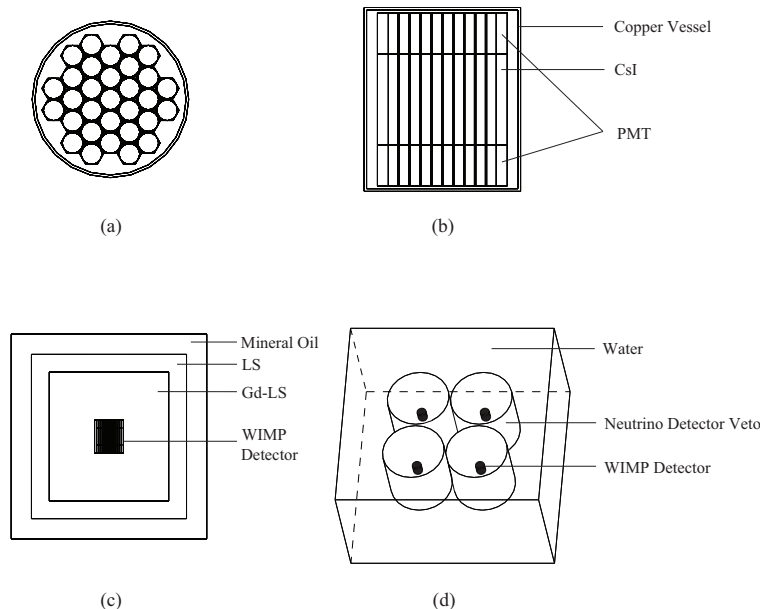 Copper Vessel
CsI
PMT
(a)
(b)
Mineral Oil
LS
Gd-LS
WIMP
Detector
Water
Neutrino Detector Veto
WIMP Detector
(c)
(d)